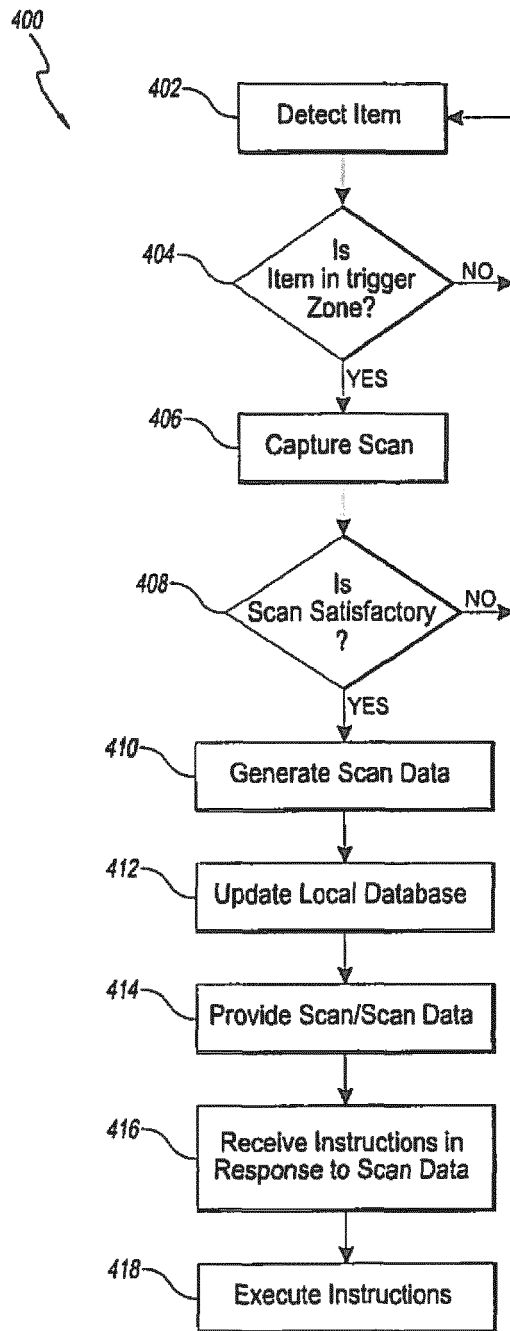 400
402
Detect Item
404
Is
Item in trigger
Zone?
NO
YES
406
Capture Scan
408
Is
Scan Satisfactory
?
NO
YES
410
Generate Scan Data
412
Update Local Database
414
Provide Scan/Scan Data
416
Receive Instructions in
Response to Scan Data
418
Execute Instructions